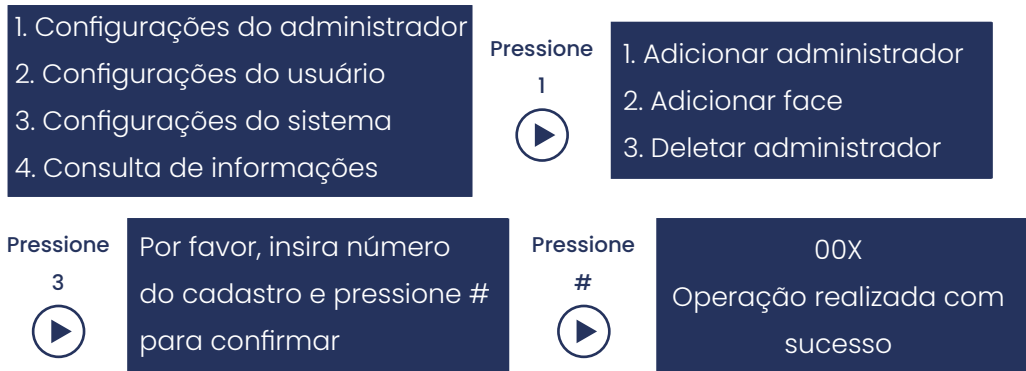 1. Configurações do administrador
2. Configurações do usuário
3. Configurações do sistema
4. Consulta de informações
Pressione
1
1. Adicionar administrador
2. Adicionar face
3. Deletar administrador
Pressione
3
Por favor, insira número
do cadastro e pressione #
para confirmar
Pressione
#
00X
Operação realizada com
sucesso